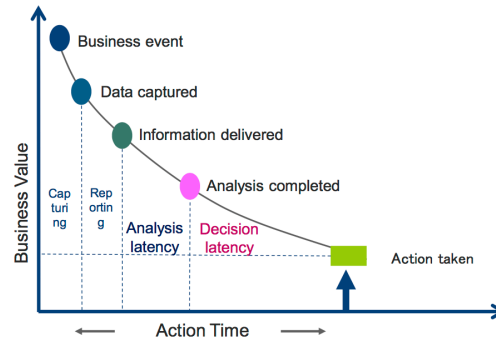 Business event
Data captured
Information delivered
Analysis completed
Business Value
Cap
turi
ng
Rep
ortin
g
Analysis
latency
Decision
latency
Action taken
Action Time